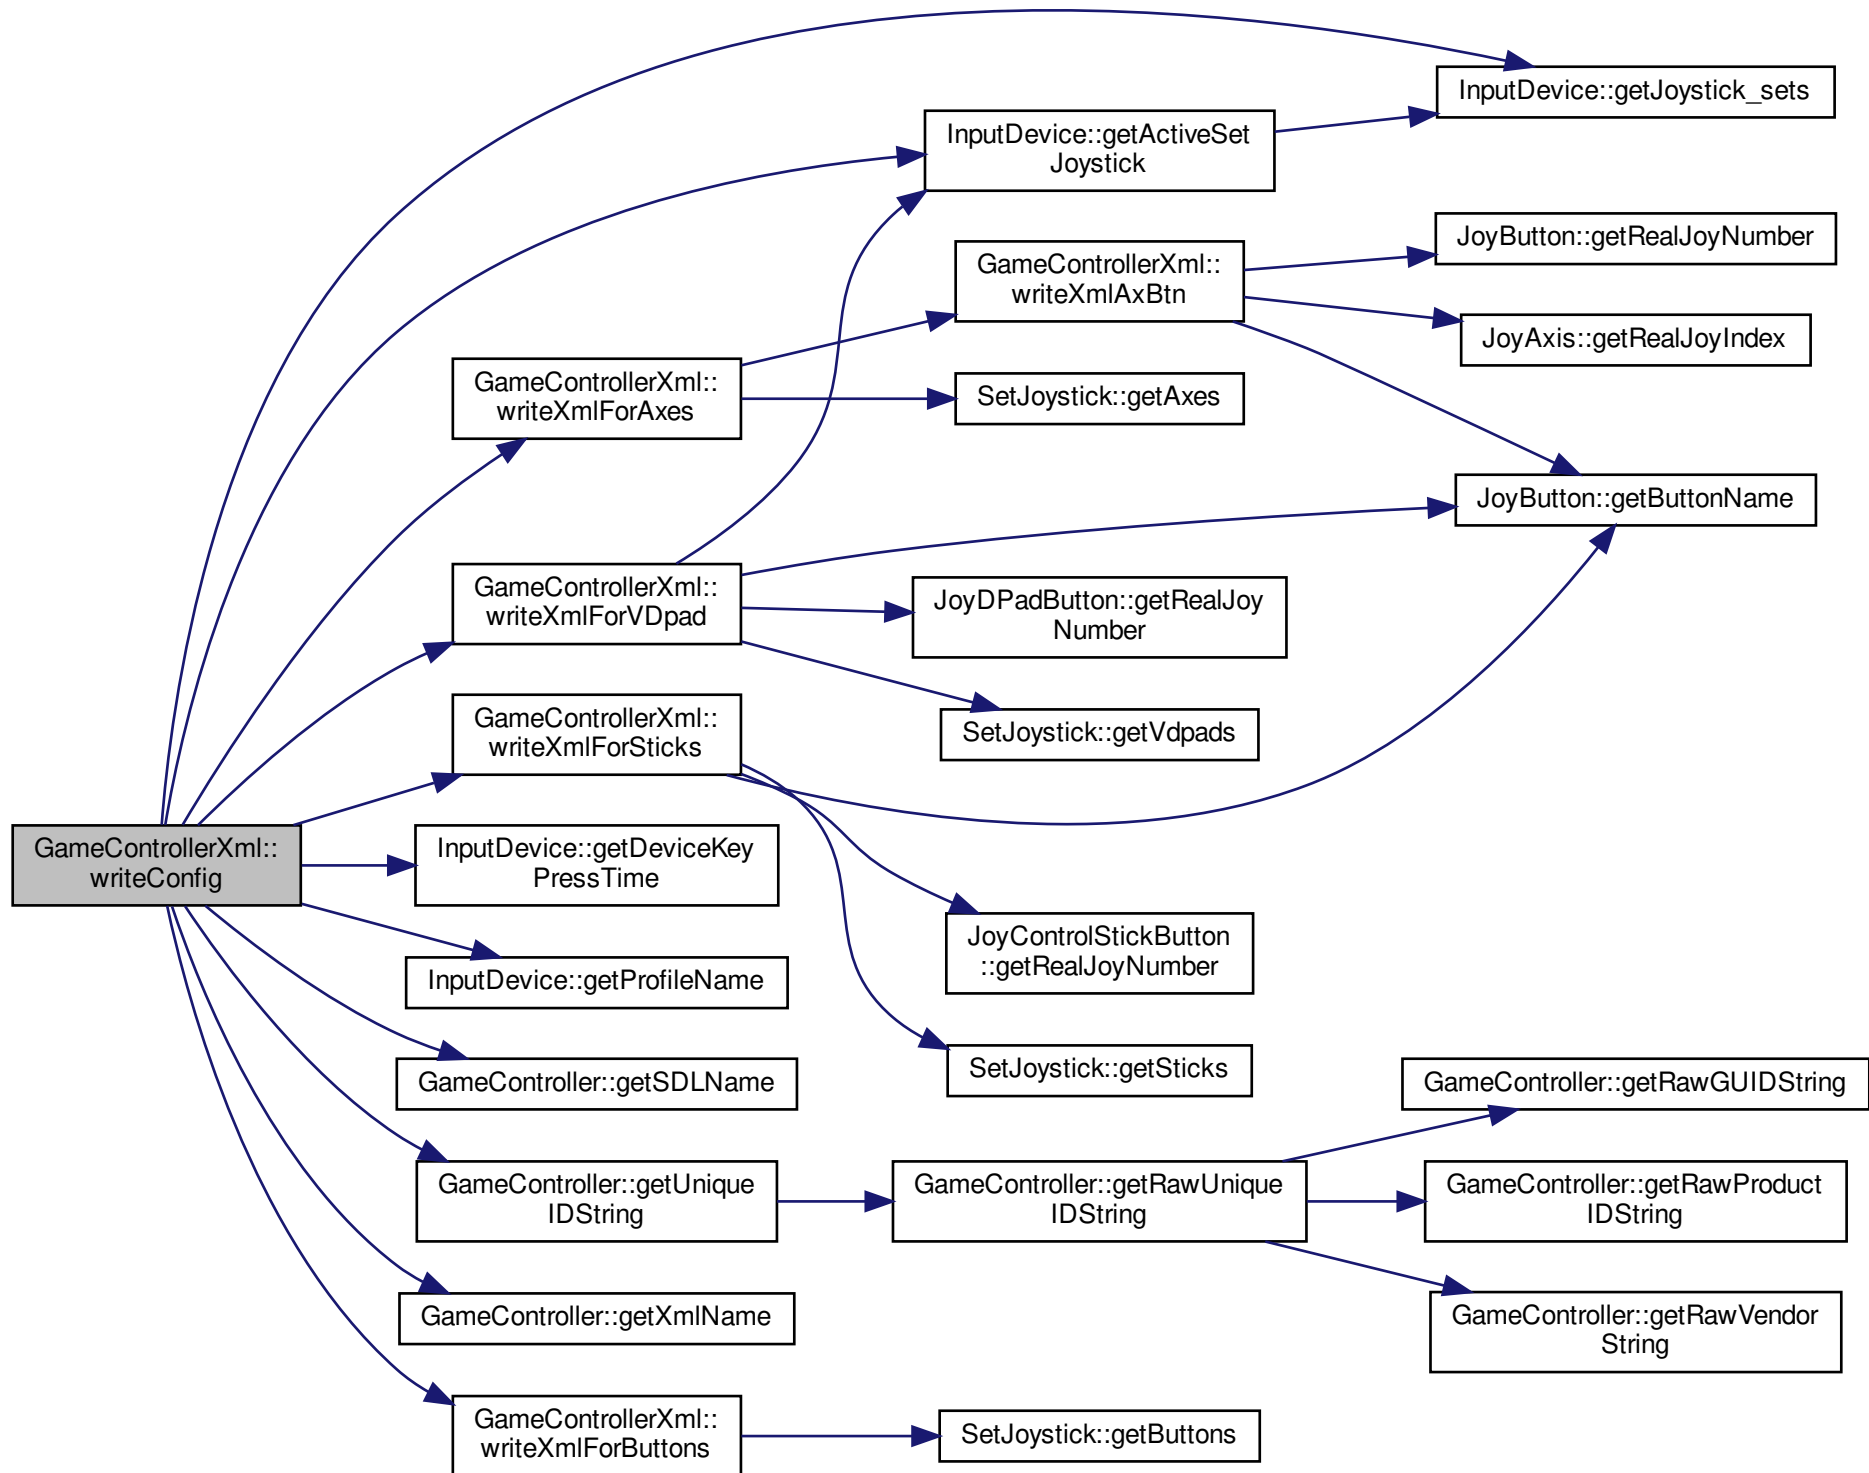 GameControllerXml::
writeConfig
InputDevice::getJoystick_sets
InputDevice::getActiveSet
Joystick
GameControllerXml::
writeXmlForAxes
GameControllerXml::
writeXmlAxBtn
JoyButton::getRealJoyNumber
JoyAxis::getRealJoyIndex
SetJoystick::getAxes
JoyButton::getButtonName
GameControllerXml::
writeXmlForVDpad
JoyDPadButton::getRealJoy
Number
SetJoystick::getVdpads
GameControllerXml::
writeXmlForSticks
JoyControlStickButton
::getRealJoyNumber
SetJoystick::getSticks
InputDevice::getDeviceKey
PressTime
InputDevice::getProfileName
GameController::getSDLName
GameController::getUnique
IDString
GameController::getRawUnique
IDString
GameController::getRawGUIDString
GameController::getRawProduct
IDString
GameController::getRawVendor
String
GameController::getXmlName
GameControllerXml::
writeXmlForButtons
SetJoystick::getButtons